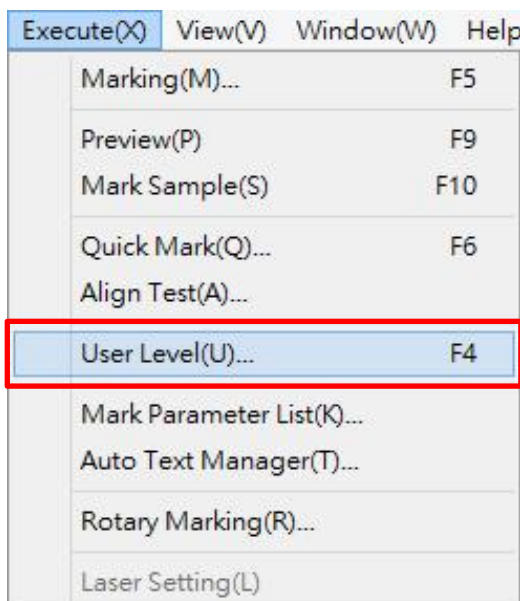 Execute(X) View(V) Window(W) Help
Marking(M)... F5
Preview(P) F9
Mark Sample(S) F10
Quick Mark(Q)... F6
Align Test(A)...
User Level(U)... F4
Mark Parameter List(K)...
Auto Text Manager(T)...
Rotary Marking(R)...
Laser Setting(L)